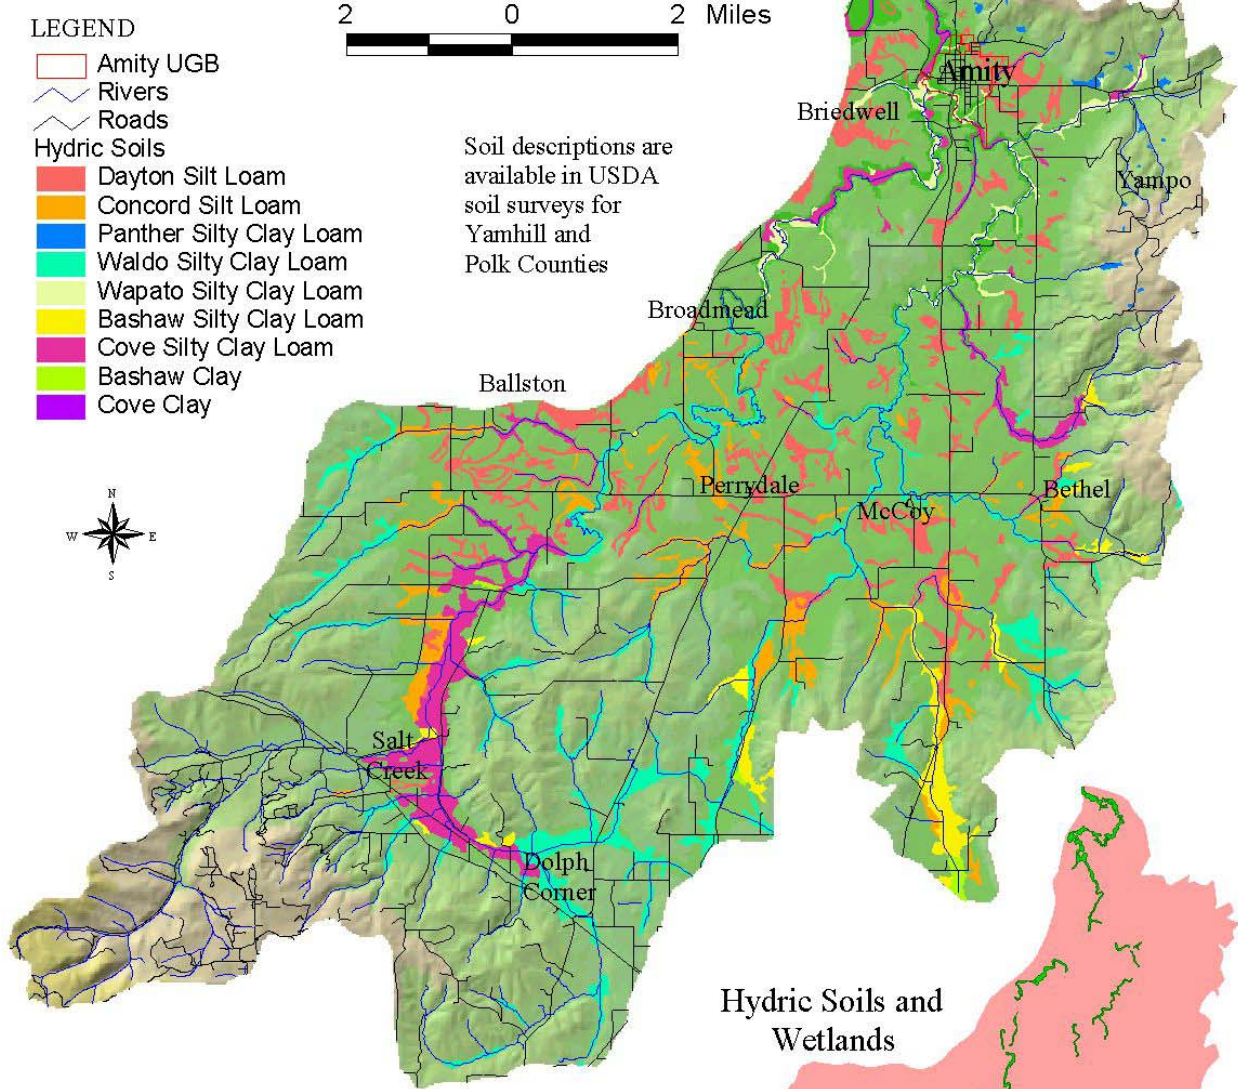 LEGEND
2 0 2 Miles
Amity UGB
Rivers
Roads
Hydric Soils
Dayton Silt Loam
Concord Silt Loam
Panther Silty Clay Loam
Waldo Silty Clay Loam
Wapato Silty Clay Loam
Bashaw Silty Clay Loam
Cove Silty Clay Loam
Bashaw Clay
Cove Clay
Soil descriptions are
available in USDA
soil surveys for
Yamhill and
Polk Counties
Amity
Briedwell
Yampo
Broadmead
Ballston
Perrydale
McCoy
Bethel
N
W E
S
Salt
Creek
Dolph
Corner
Hydric Soils and
Wetlands